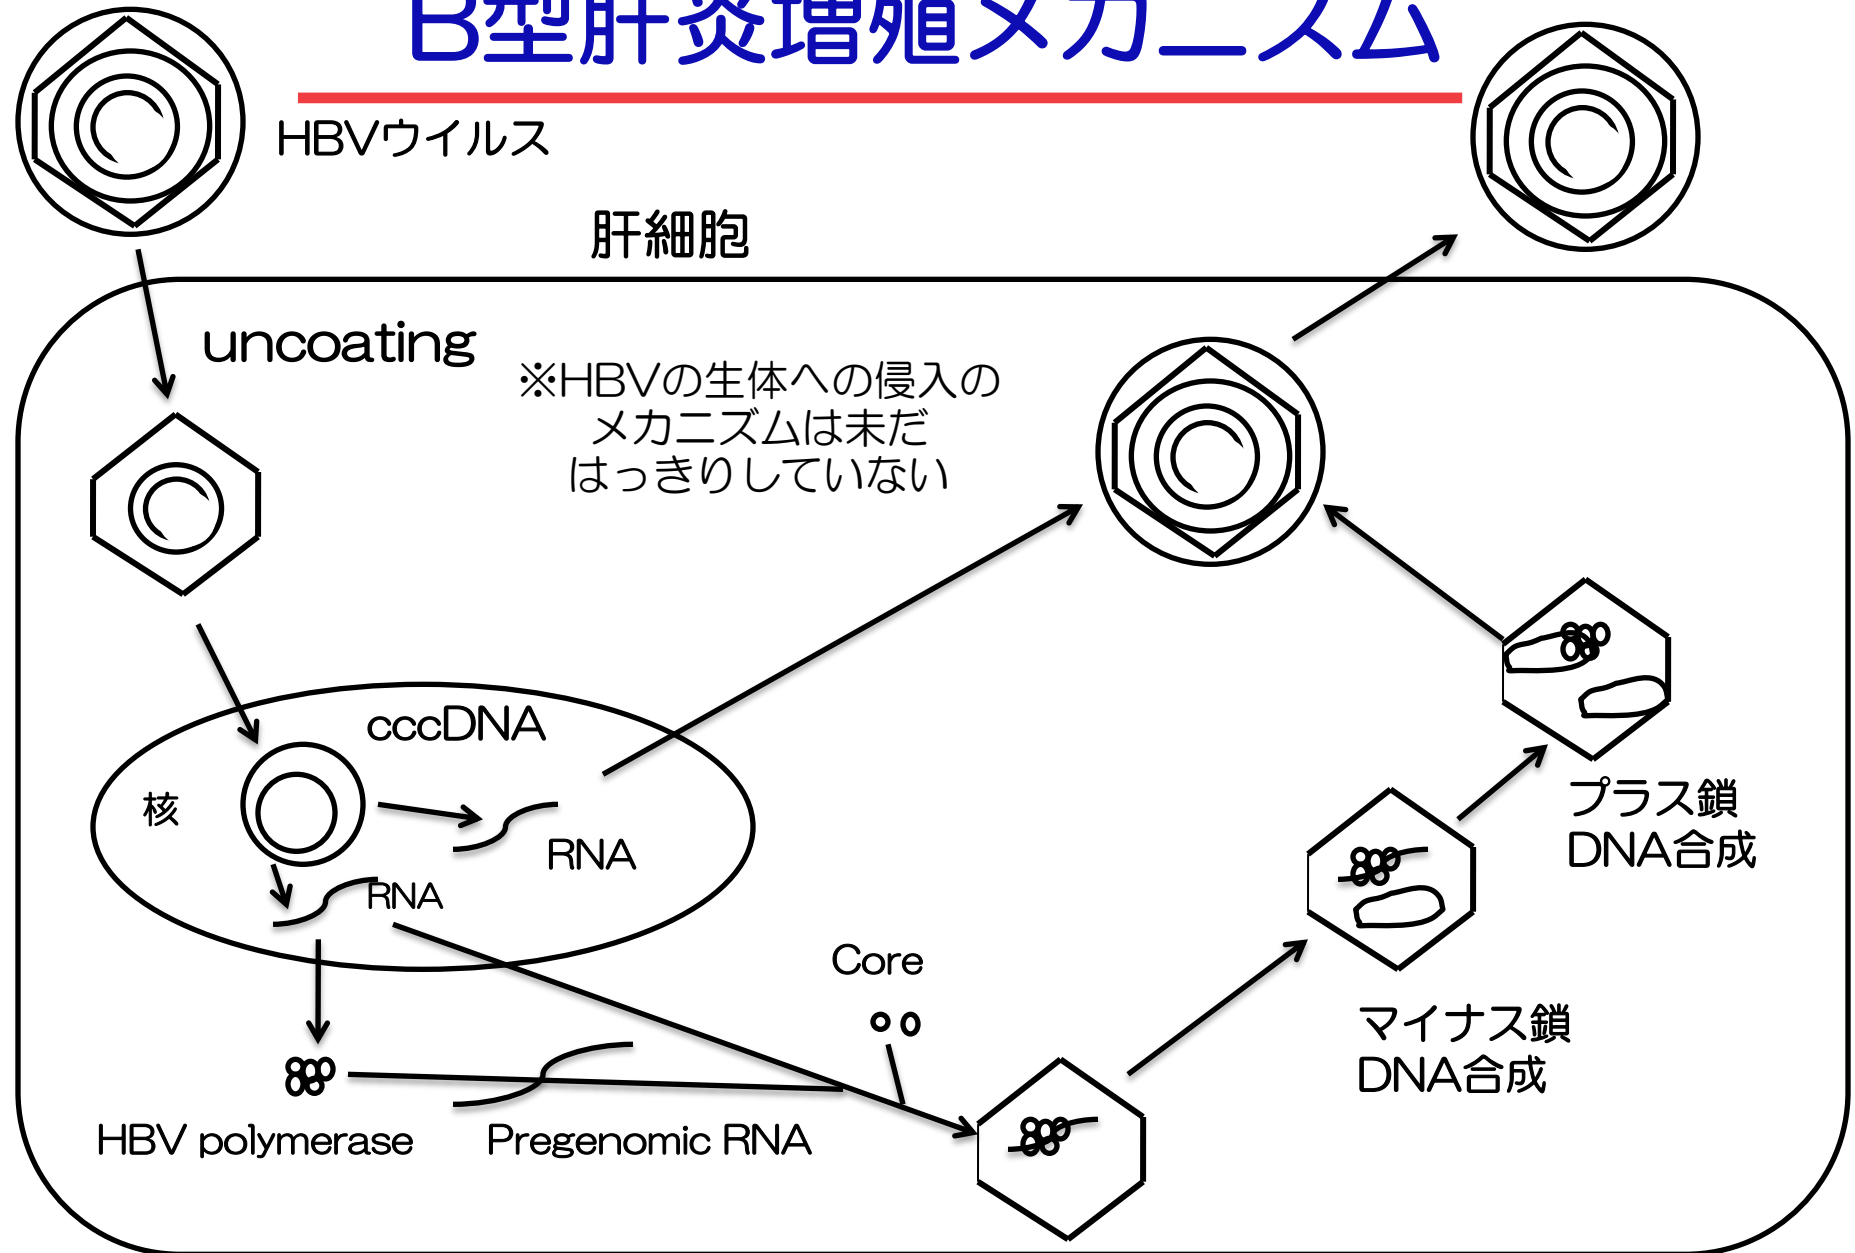 B型肝炎増殖メカニズム
HBVウイルス
肝細胞
uncoating
※HBVの生体への侵入の
メカニズムは未だ
はっきりしていない
cccDNA
核
RNA
RNA
プラス鎖
DNA合成
Core
マイナス鎖
DNA合成
HBV polymerase
Pregenomic RNA